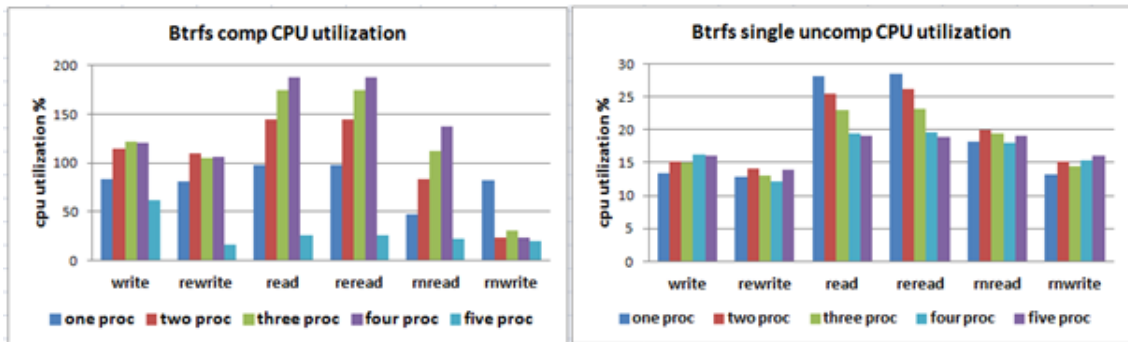 Btrfs comp CPU utilization
cpu utilization %
200
150
100
50
0
write rewrite read reread rnread rnwrite
one proc two proc three proc four proc five proc
Btrfs single uncomp CPU utilization
cpu utilization %
30
25
20
15
10
5
0
write rewrite read reread rnread rnwrite
one proc two proc three proc four proc five proc